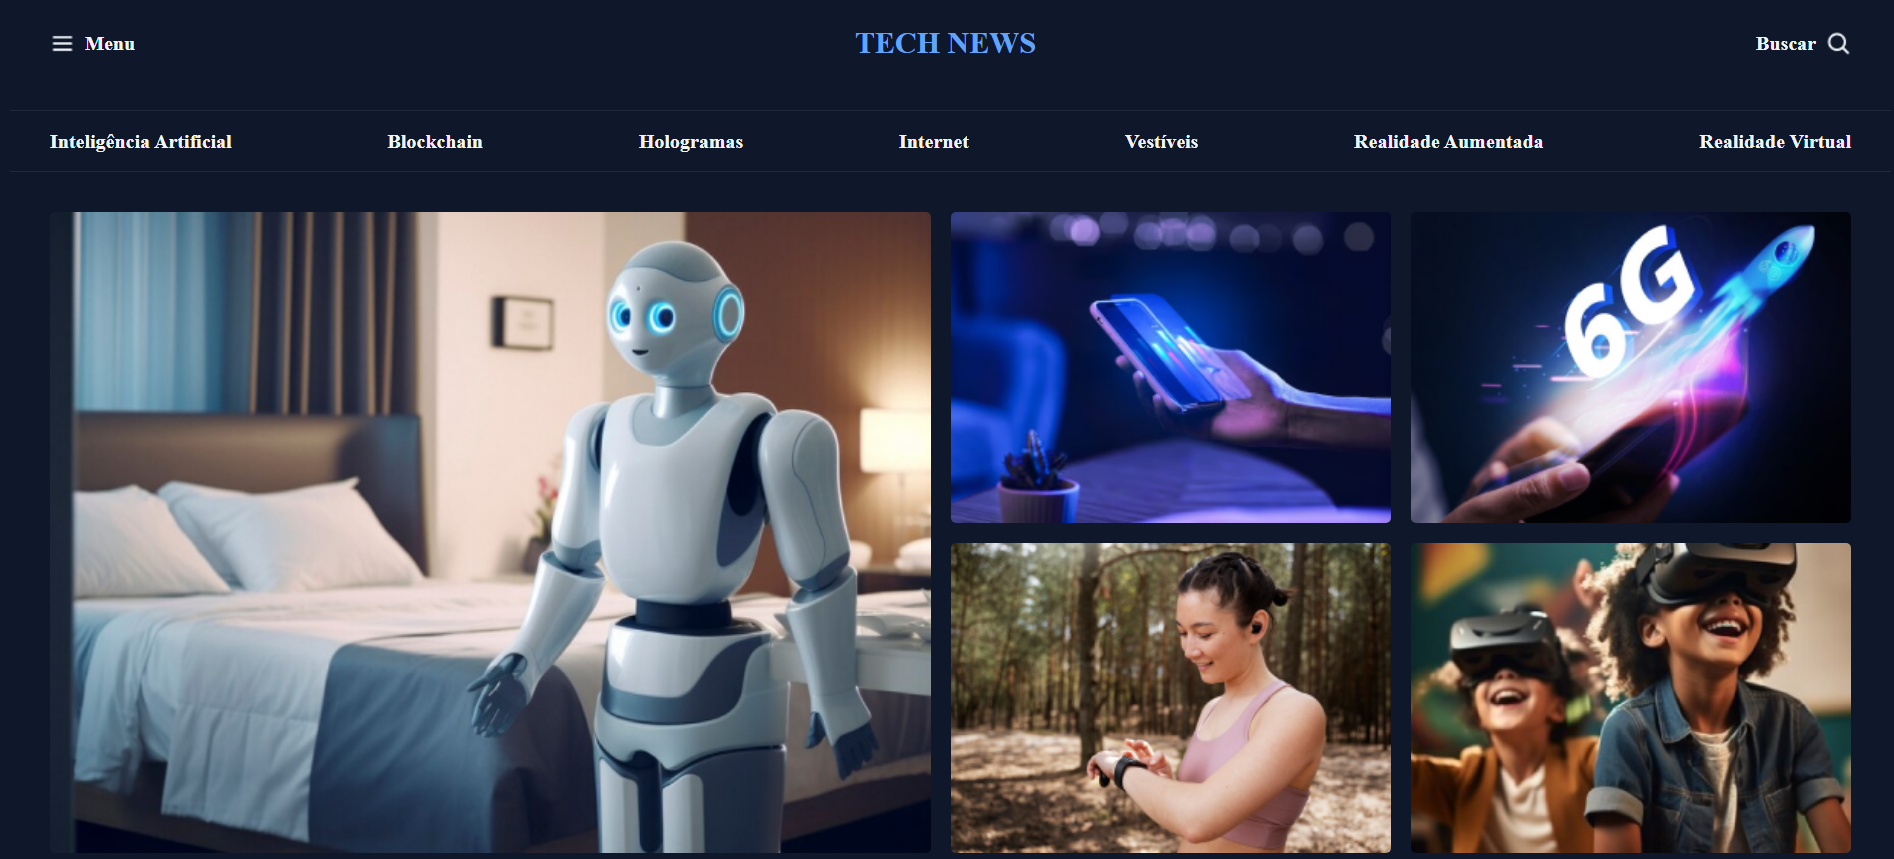 Menu
TECH NEWS
Buscar
Inteligência Artificial
Blockchain
Hologramas
Internet
Vestíveis
Realidade Aumentada
Realidade Virtual
6G